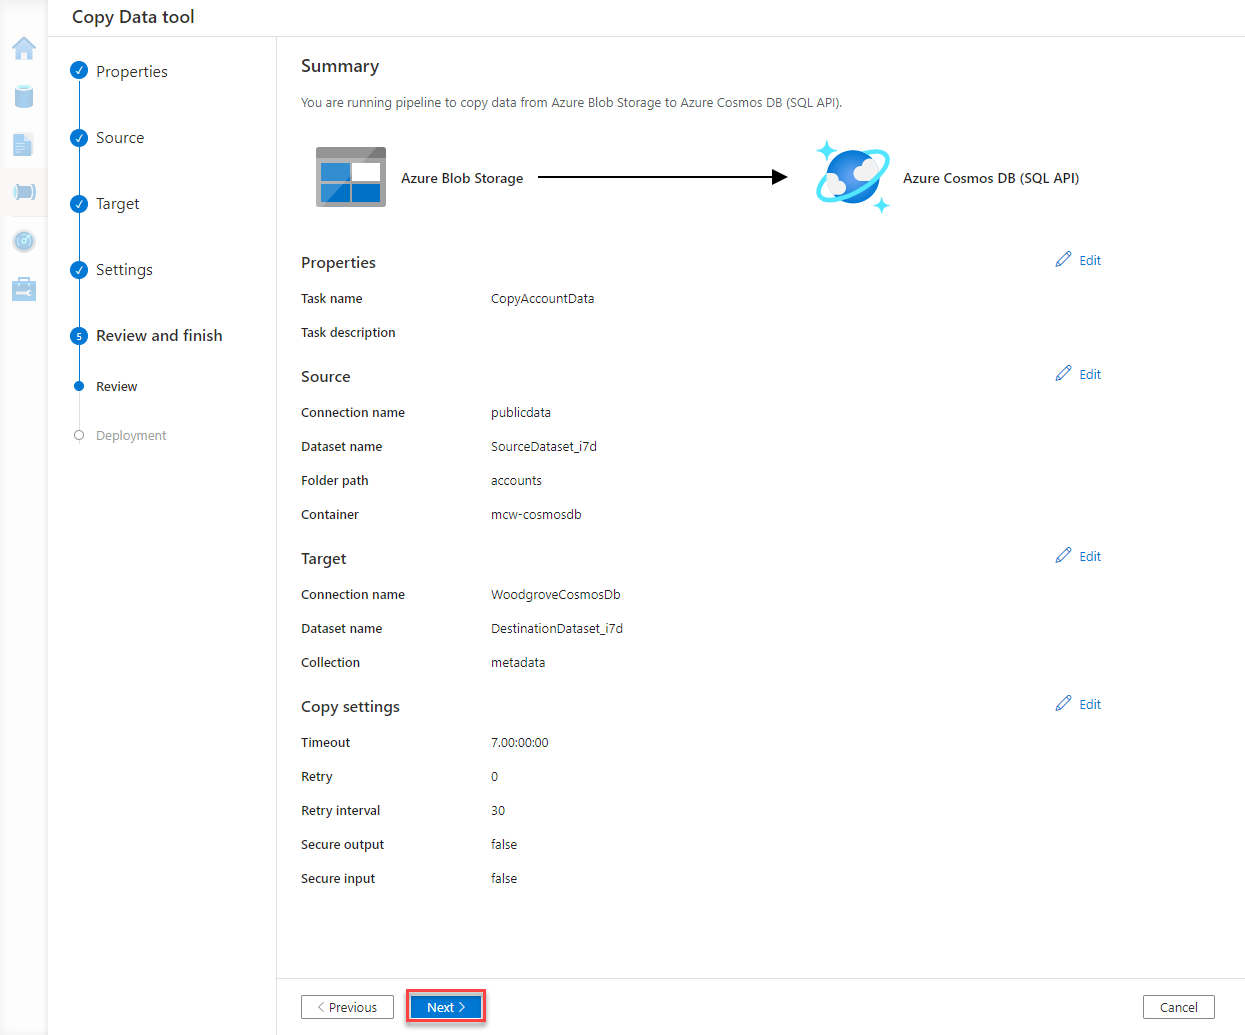 Copy Data tool
Properties
Source
Target
Settings
5 Review and finish
Review
Deployment
Summary
You are running pipeline to copy data from Azure Blob Storage to Azure Cosmos DB (SQL API).
Azure Blob Storage
Azure Cosmos DB (SQL API)
Properties Edit
Task name CopyAccountData
Task description
Source Edit
Connection name publicdata
Dataset name SourceDataset_i7d
Folder path accounts
Container mcw-cosmosdb
Target Edit
Connection name WoodgroveCosmosDb
Dataset name DestinationDataset_i7d
Collection metadata
Copy settings Edit
Timeout 7.00:00:00
Retry 0
Retry interval 30
Secure output false
Secure input false
Previous Next Cancel